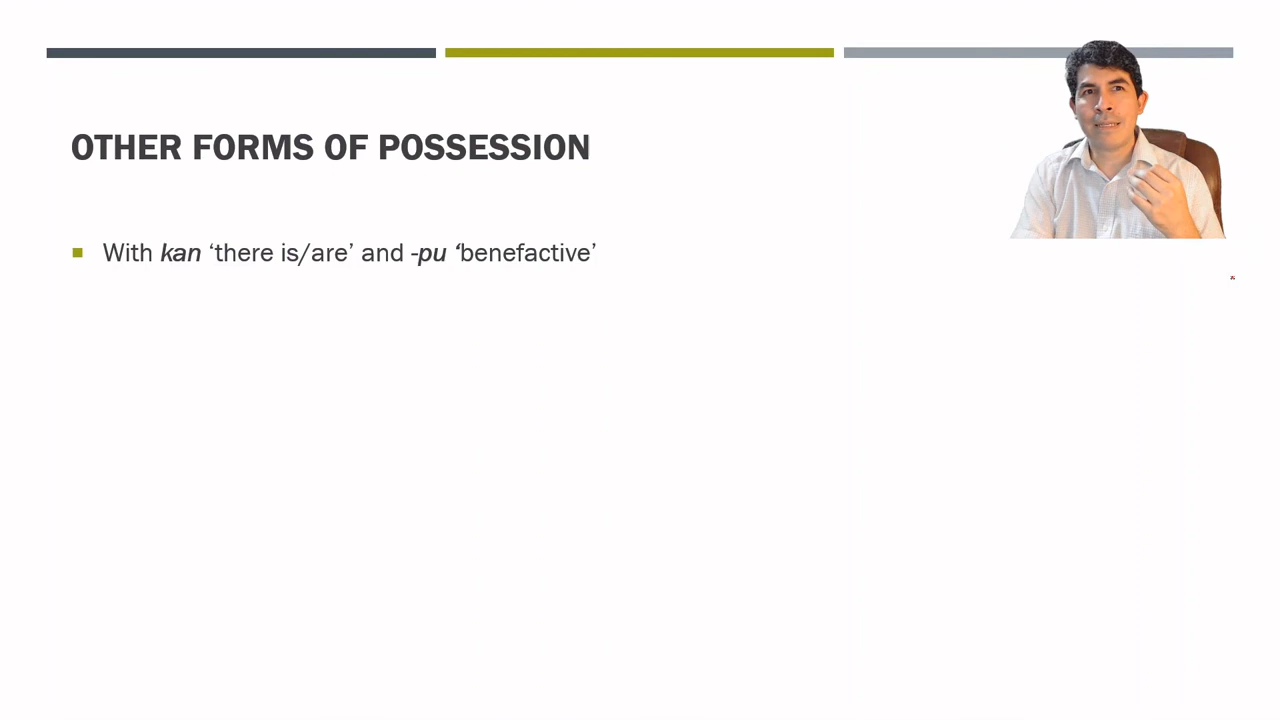 OTHER FORMS OF POSSESSION
With kan ‘there is/are’ and -pu ‘benefactive’